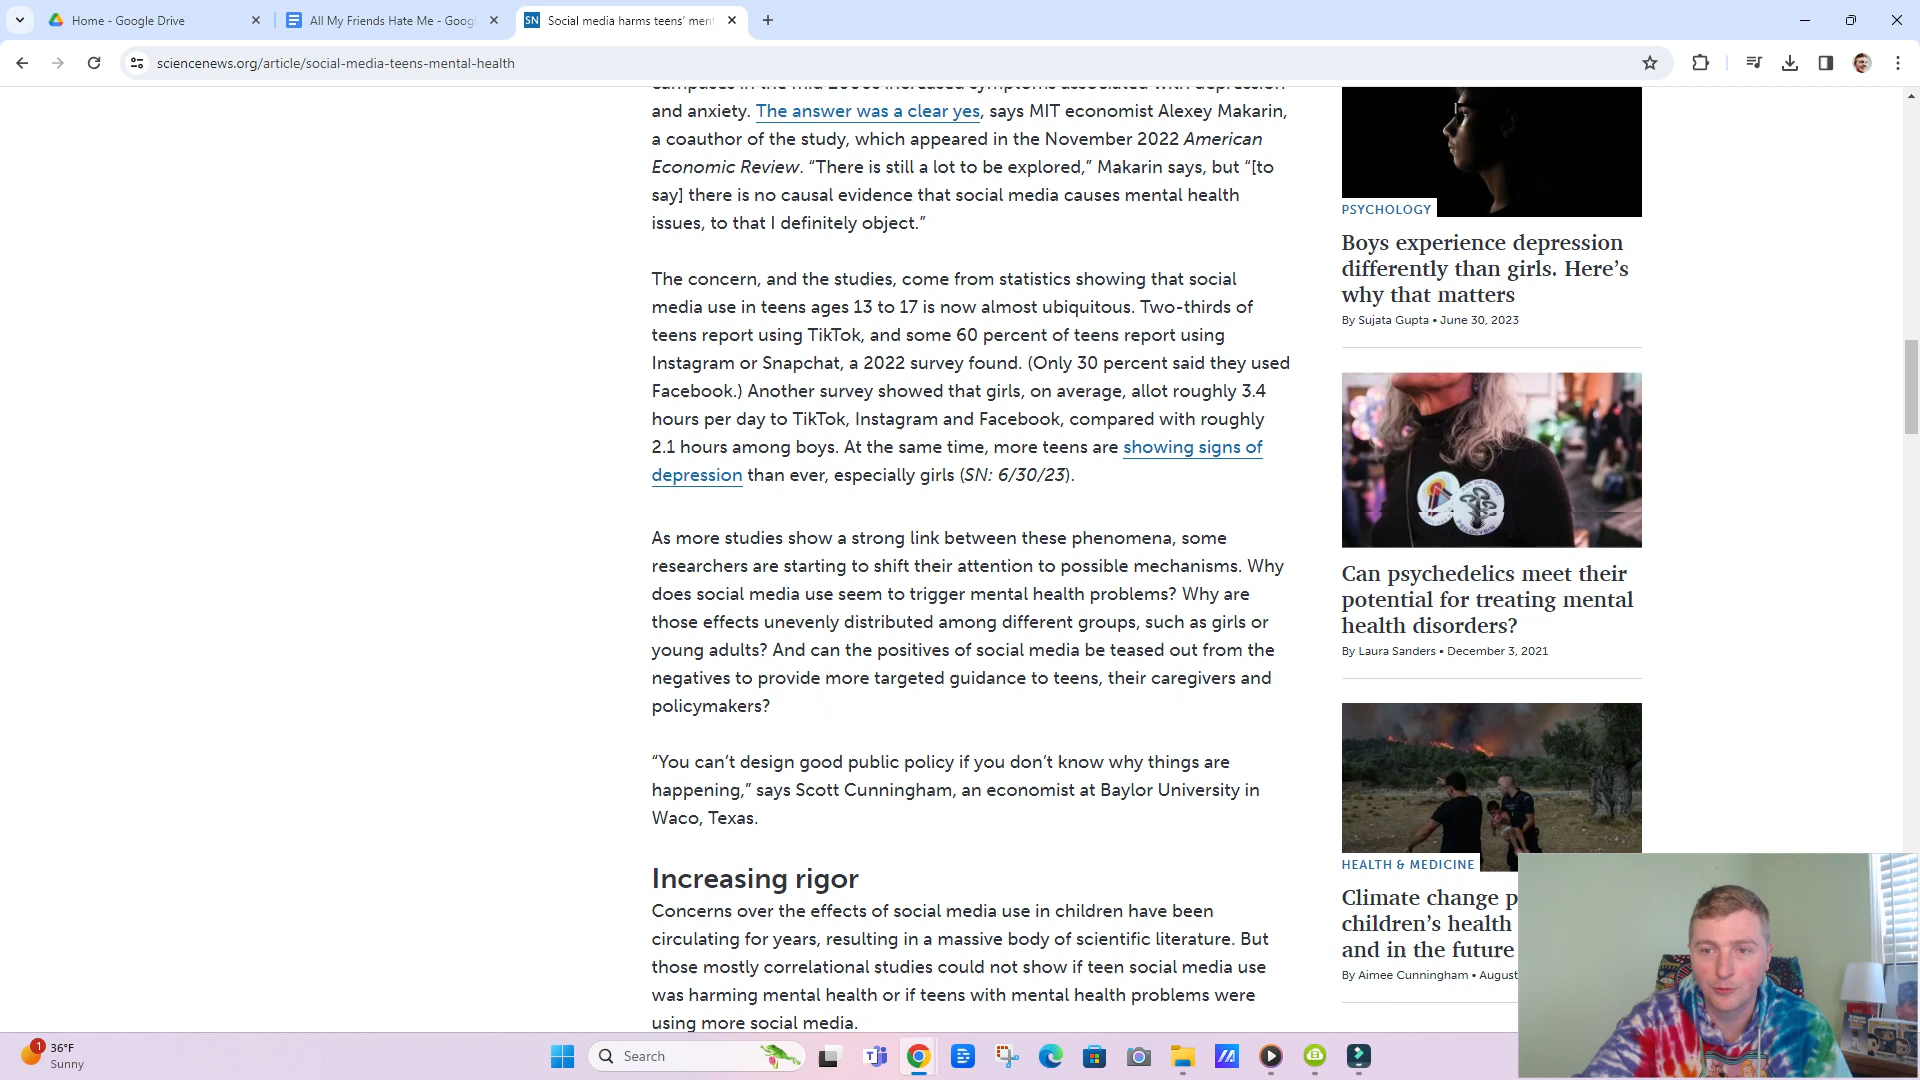 Home - Google Drive
All My Friends Hate Me - Goog
SN
Social media harms teens’ ment
sciencenews.org/article/social-media-teens-mental-health
campuses in the mid 2000s increased symptoms associated with depression
and anxiety. The answer was a clear yes, says MIT economist Alexey Makarin,
a coauthor of the study, which appeared in the November 2022 American
Economic Review. “There is still a lot to be explored,” Makarin says, but “[to
say] there is no causal evidence that social media causes mental health
issues, to that I definitely object.”
The concern, and the studies, come from statistics showing that social
media use in teens ages 13 to 17 is now almost ubiquitous. Two-thirds of
teens report using TikTok, and some 60 percent of teens report using
Instagram or Snapchat, a 2022 survey found. (Only 30 percent said they used
Facebook.) Another survey showed that girls, on average, allot roughly 3.4
hours per day to TikTok, Instagram and Facebook, compared with roughly
2.1 hours among boys. At the same time, more teens are showing signs of
depression than ever, especially girls (SN: 6/30/23).
As more studies show a strong link between these phenomena, some
researchers are starting to shift their attention to possible mechanisms. Why
does social media use seem to trigger mental health problems? Why are
those effects unevenly distributed among different groups, such as girls or
young adults? And can the positives of social media be teased out from the
negatives to provide more targeted guidance to teens, their caregivers and
policymakers?
“You can’t design good public policy if you don’t know why things are
happening,” says Scott Cunningham, an economist at Baylor University in
Waco, Texas.
Increasing rigor
Concerns over the effects of social media use in children have been
circulating for years, resulting in a massive body of scientific literature. But
those mostly correlational studies could not show if teen social media use
was harming mental health or if teens with mental health problems were
using more social media.
PSYCHOLOGY
Boys experience depression
differently than girls. Here’s
why that matters
By Sujata Gupta • June 30, 2023
PSILOCYBIN
Can psychedelics meet their
potential for treating mental
health disorders?
By Laura Sanders • December 3, 2021
HEALTH & MEDICINE
Climate change p
children’s health
and in the future
By Aimee Cunningham • August
1
36°F
Sunny
Search